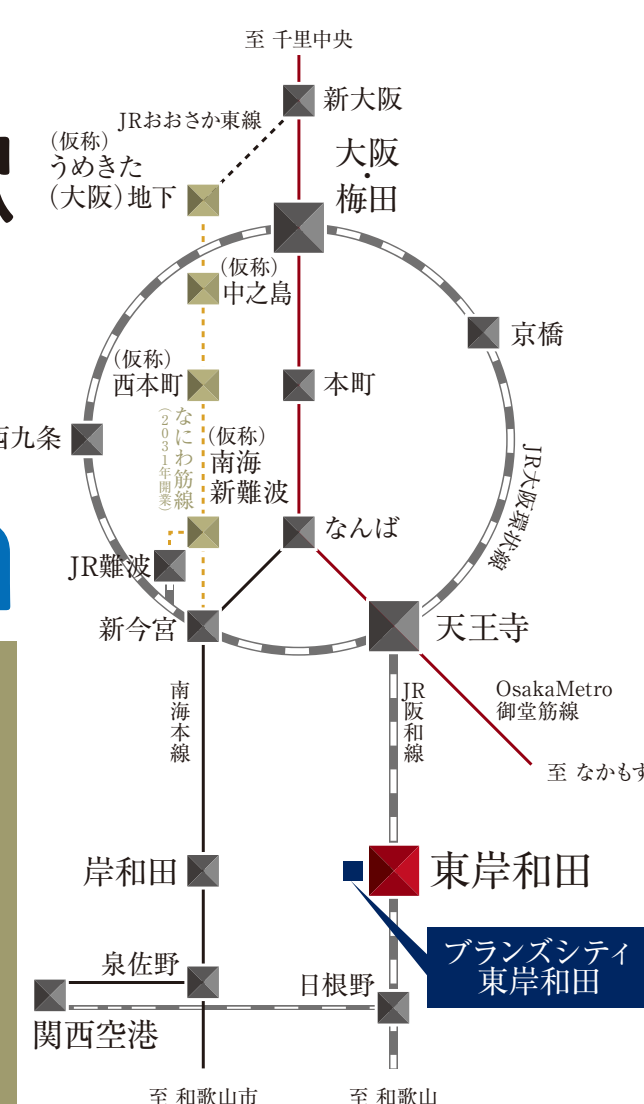 至 千里中央
新大阪
JRおおさか東線
(仮称)
うめきた
(大阪)地下
大阪
・
梅田
(仮称)
中之島
京橋
(仮称)
西本町
本町
九条
なにわ筋線
(2031年開業)
(仮称)
南海
新難波
JR大阪環状線
なんば
JR難波
新今宮
天王寺
南海本線
JR阪和線
OsakaMetro
御堂筋線
至 なかもず
岸和田
東岸和田
ブランズシティ
東岸和田
泉佐野
日根野
関西空港
至 和歌山市
至 和歌山